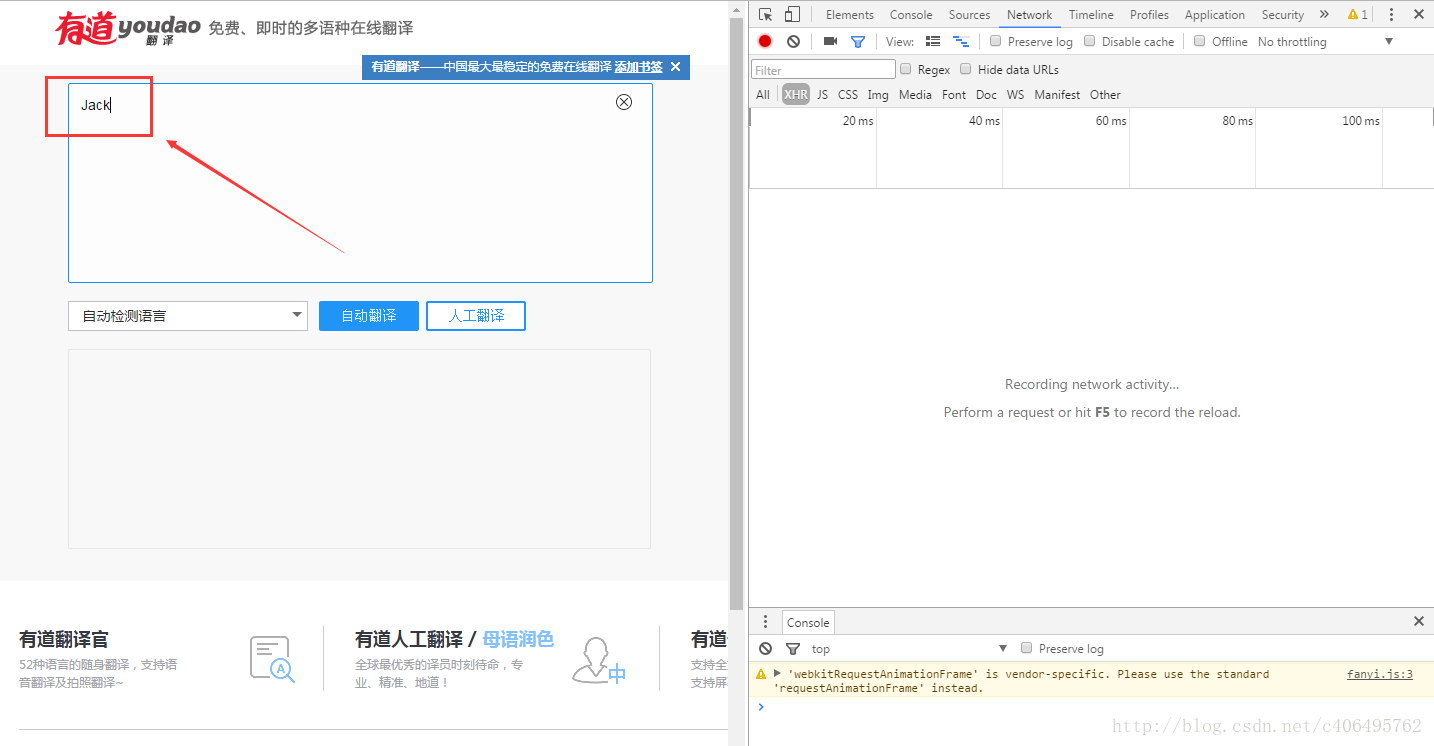 有道 youdao 翻译 免费、即时的多语种在线翻译
有道翻译——中国最大最稳定的免费在线翻译 添加书签 ✕
Jack
自动检测语言
自动翻译
人工翻译
有道翻译官
52种语言的随身翻译，支持语
音翻译及拍照翻译~
有道人工翻译 / 母语润色
全球最优秀的译员时刻待命，专
业、精准、地道！
有道
支持全
支持屏
Elements Console Sources Network Timeline Profiles Application Security » 1
View: Preserve log Disable cache Offline No throttling
Filter Regex Hide data URLs
All XHR JS CSS Img Media Font Doc WS Manifest Other
20 ms 40 ms 60 ms 80 ms 100 ms
Recording network activity...
Perform a request or hit F5 to record the reload.
Console
top Preserve log
'webkitRequestAnimationFrame' is vendor-specific. Please use the standard fanyi.js:3
'requestAnimationFrame' instead.
http://blog.csdn.net/c406495762